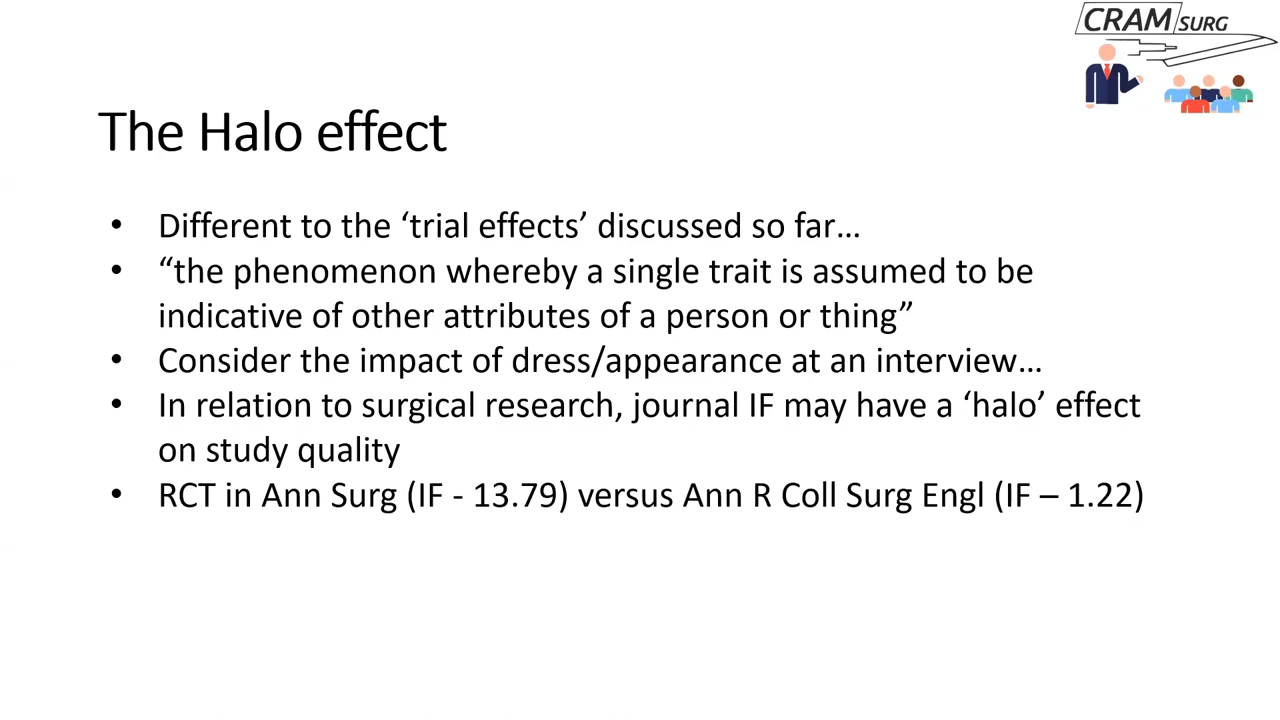 CRAM SURG
The Halo effect
• Different to the ‘trial effects’ discussed so far…
• “the phenomenon whereby a single trait is assumed to be
indicative of other attributes of a person or thing”
• Consider the impact of dress/appearance at an interview…
• In relation to surgical research, journal IF may have a ‘halo’ effect
on study quality
• RCT in Ann Surg (IF - 13.79) versus Ann R Coll Surg Engl (IF – 1.22)